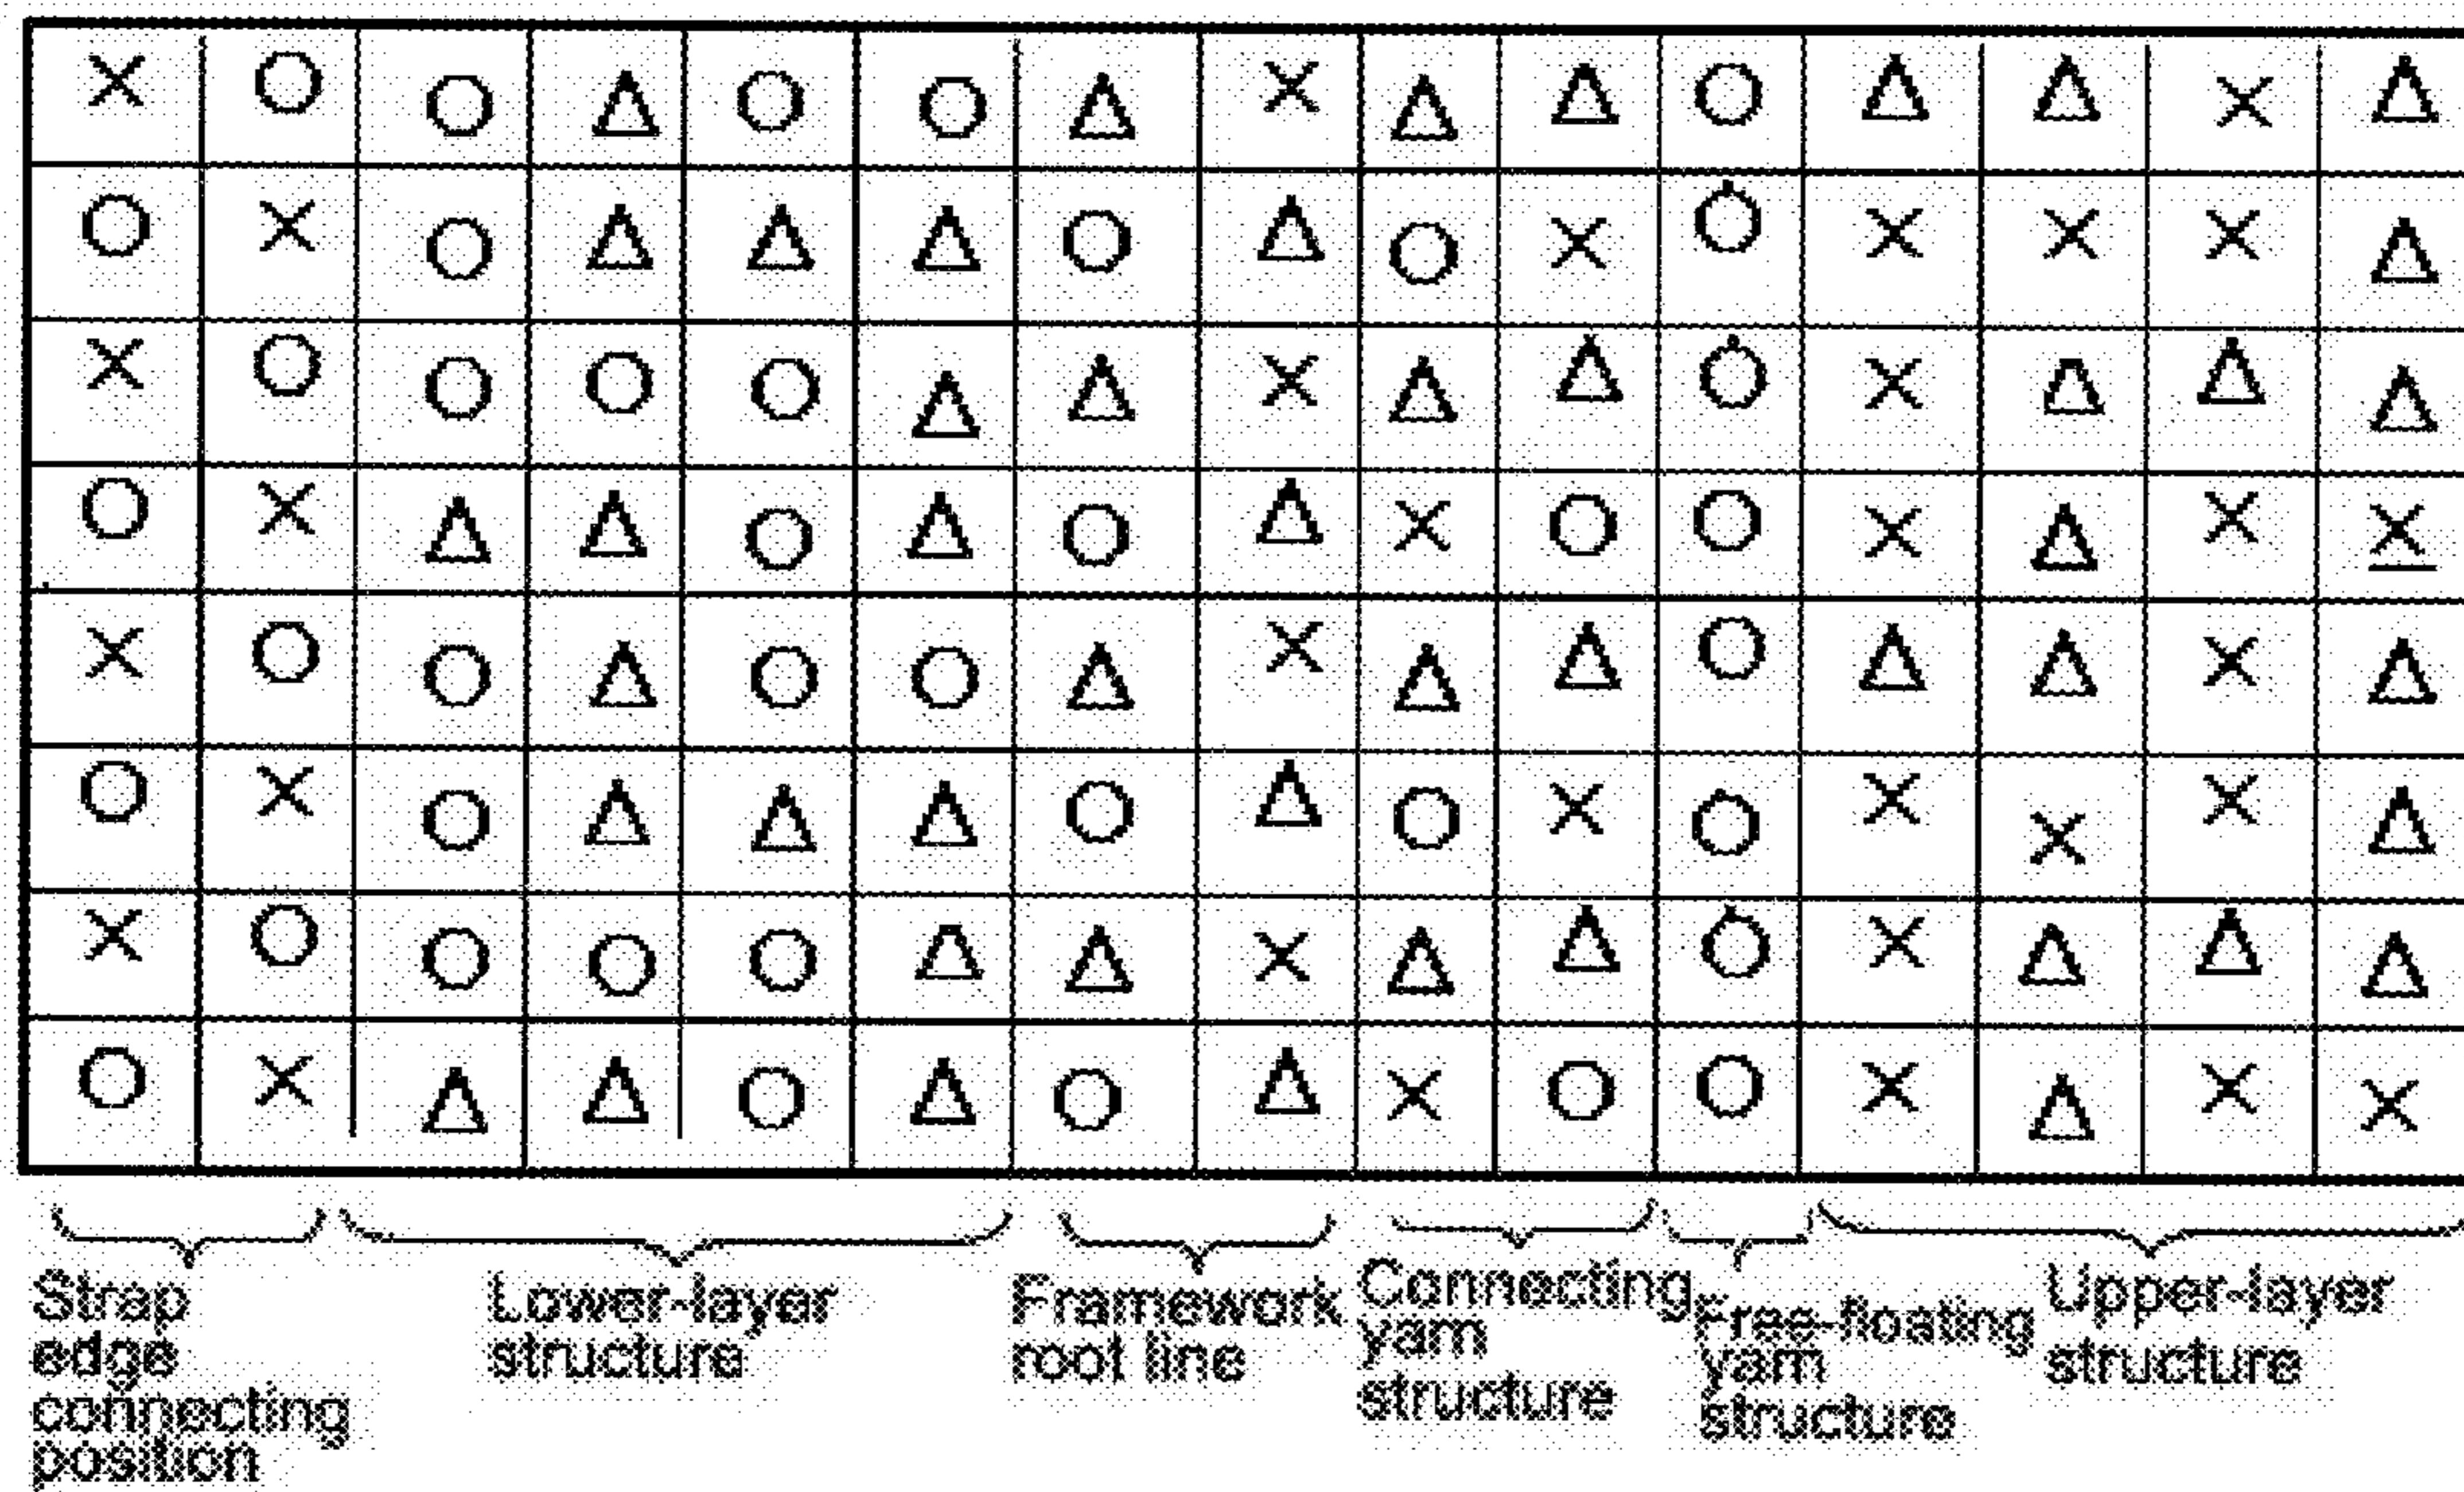 × ○ ○ △ ○ ○ △ × △ △ ○ △ △ × △
○ × ○ △ △ △ ○ △ ○ × ○ × × × △
× ○ ○ ○ ○ △ △ × △ △ ○ × △ △ △
○ × △ △ ○ △ ○ △ × ○ ○ × △ × ×
× ○ ○ △ ○ ○ △ × △ △ ○ △ △ × △
○ × ○ △ △ △ ○ △ ○ × ○ × × × △
× ○ ○ ○ ○ △ △ × △ △ ○ × △ △ △
○ × △ △ ○ △ ○ △ × ○ ○ × △ × ×
Strap
edge
connecting
position
Lower-layer
structure
Framework
root line
Connecting
yarn
structure
Free-floating
yarn
structure
Upper-layer
structure